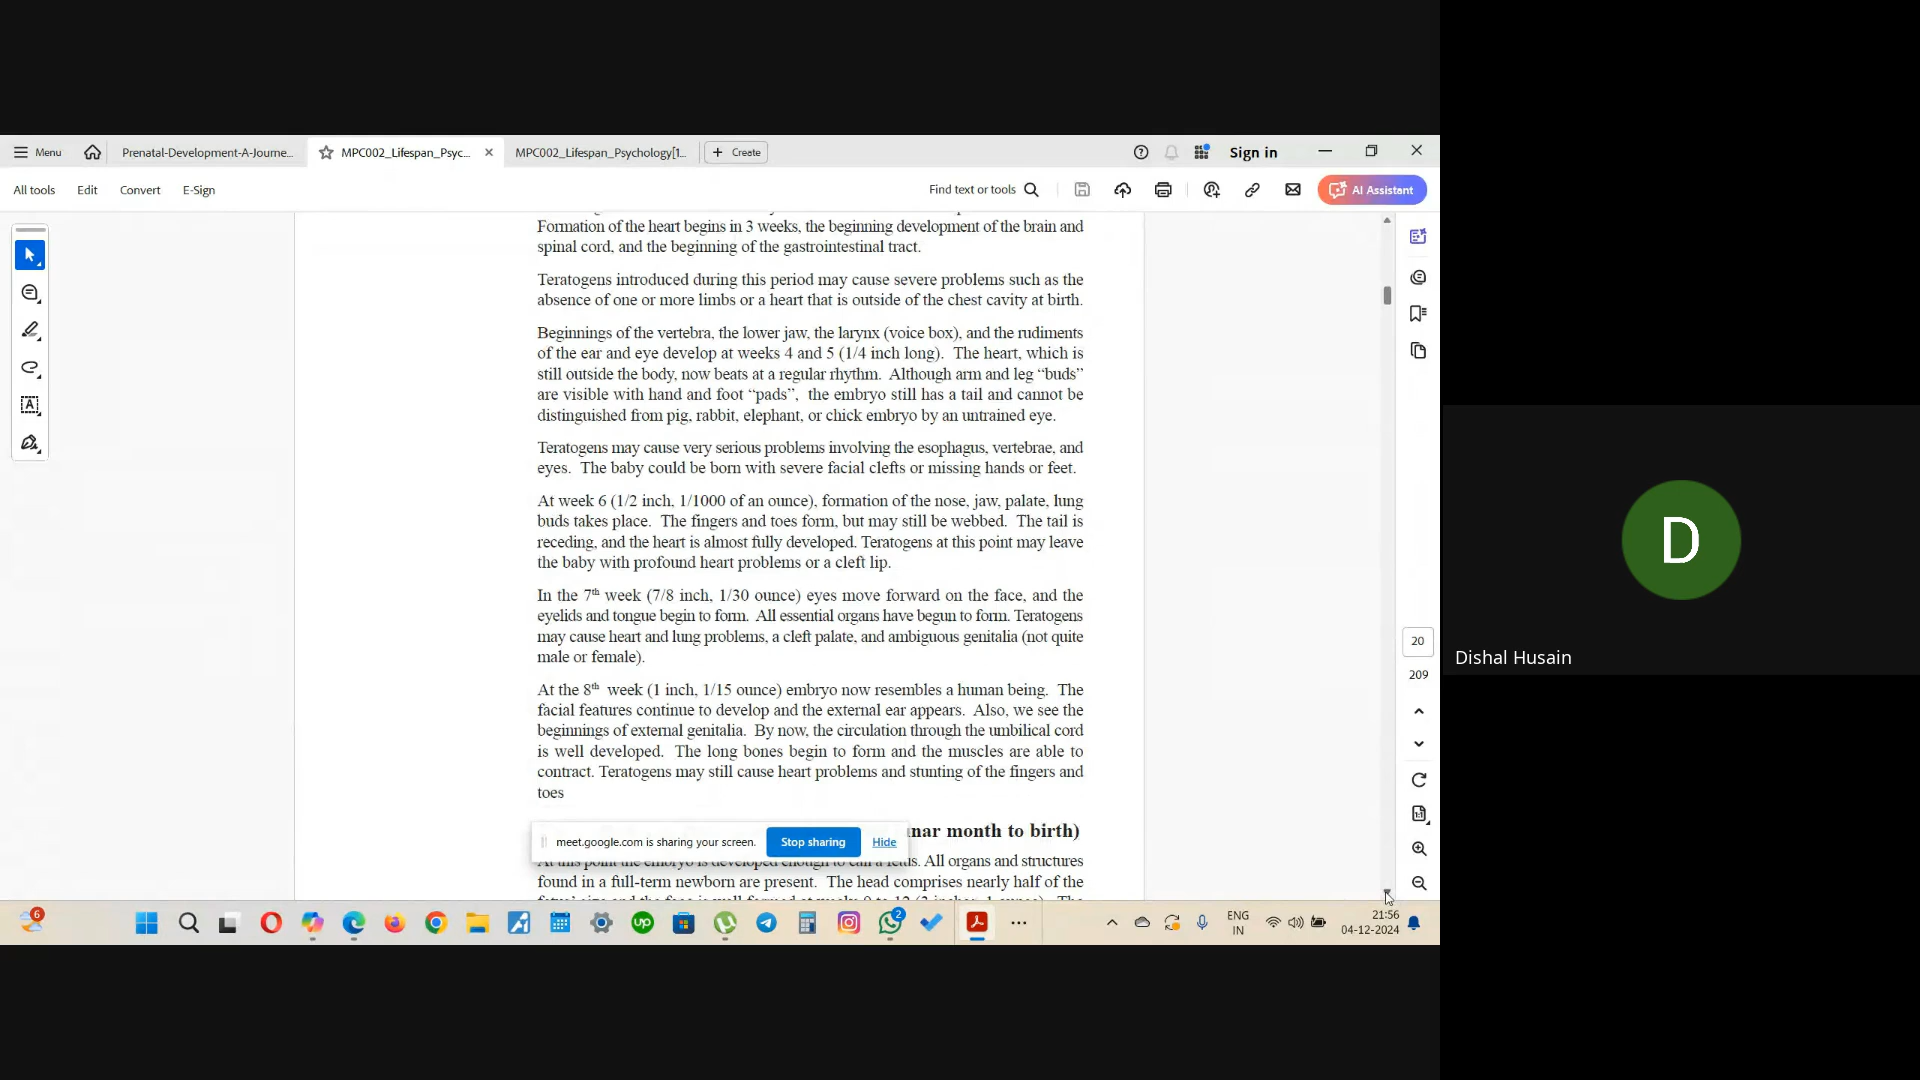 Menu
Prenatal-Development-A-Journe...
MPC002_Lifespan_Psyc...
MPC002_Lifespan_Psychology[1...
Create
Sign in
All tools
Edit
Convert
E-Sign
Find text or tools
AI Assistant
Formation of the heart begins in 3 weeks, the beginning development of the brain and
spinal cord, and the beginning of the gastrointestinal tract.
Teratogens introduced during this period may cause severe problems such as the
absence of one or more limbs or a heart that is outside of the chest cavity at birth.
Beginnings of the vertebra, the lower jaw, the larynx (voice box), and the rudiments
of the ear and eye develop at weeks 4 and 5 (1/4 inch long). The heart, which is
still outside the body, now beats at a regular rhythm. Although arm and leg “buds”
are visible with hand and foot “pads”, the embryo still has a tail and cannot be
distinguished from pig, rabbit, elephant, or chick embryo by an untrained eye.
Teratogens may cause very serious problems involving the esophagus, vertebrae, and
eyes. The baby could be born with severe facial clefts or missing hands or feet.
At week 6 (1/2 inch, 1/1000 of an ounce), formation of the nose, jaw, palate, lung
buds takes place. The fingers and toes form, but may still be webbed. The tail is
receding, and the heart is almost fully developed. Teratogens at this point may leave
the baby with profound heart problems or a cleft lip.
In the 7th week (7/8 inch, 1/30 ounce) eyes move forward on the face, and the
eyelids and tongue begin to form. All essential organs have begun to form. Teratogens
may cause heart and lung problems, a cleft palate, and ambiguous genitalia (not quite
male or female).
At the 8th week (1 inch, 1/15 ounce) embryo now resembles a human being. The
facial features continue to develop and the external ear appears. Also, we see the
beginnings of external genitalia. By now, the circulation through the umbilical cord
is well developed. The long bones begin to form and the muscles are able to
contract. Teratogens may still cause heart problems and stunting of the fingers and
toes
nar month to birth)
meet.google.com is sharing your screen.
Stop sharing
Hide
At this point the embryo is developed enough to call a fetus. All organs and structures
found in a full-term newborn are present. The head comprises nearly half of the
20
209
D
Dishal Husain
6
up
2
ENG
IN
21:56
04-12-2024